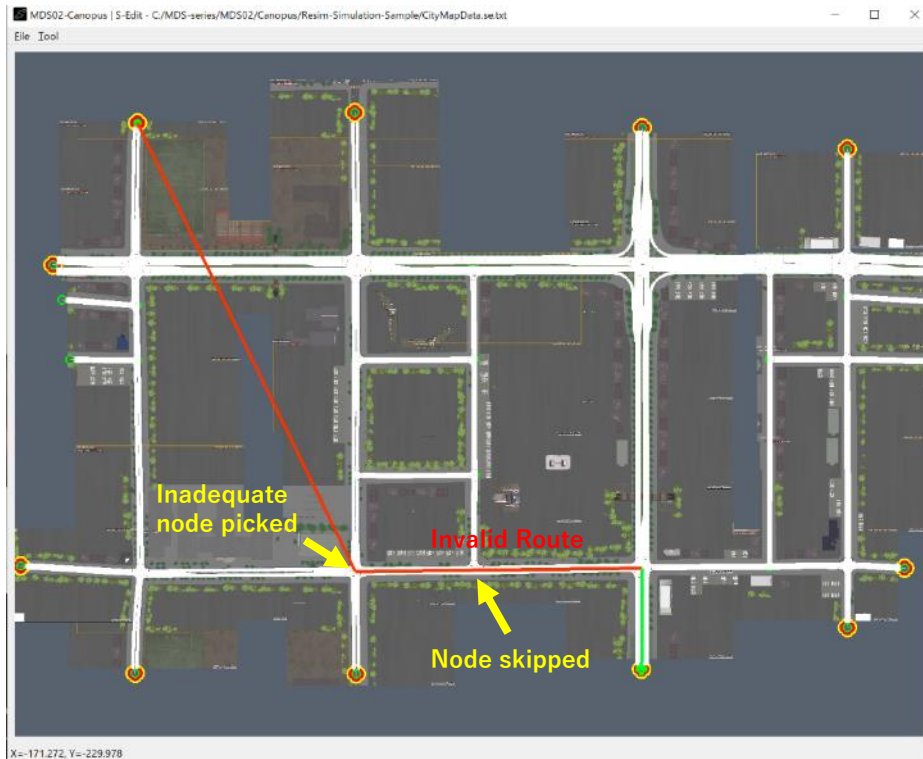 MDS02-Canopus | S-Edit - C:/MDS-series/MDS02/Canopus/Resim-Simulation-Sample/CityMapData.se.txt
File Tool
Inadequate
node picked
Invalid Route
Node skipped
X=-171.272, Y=-229.978